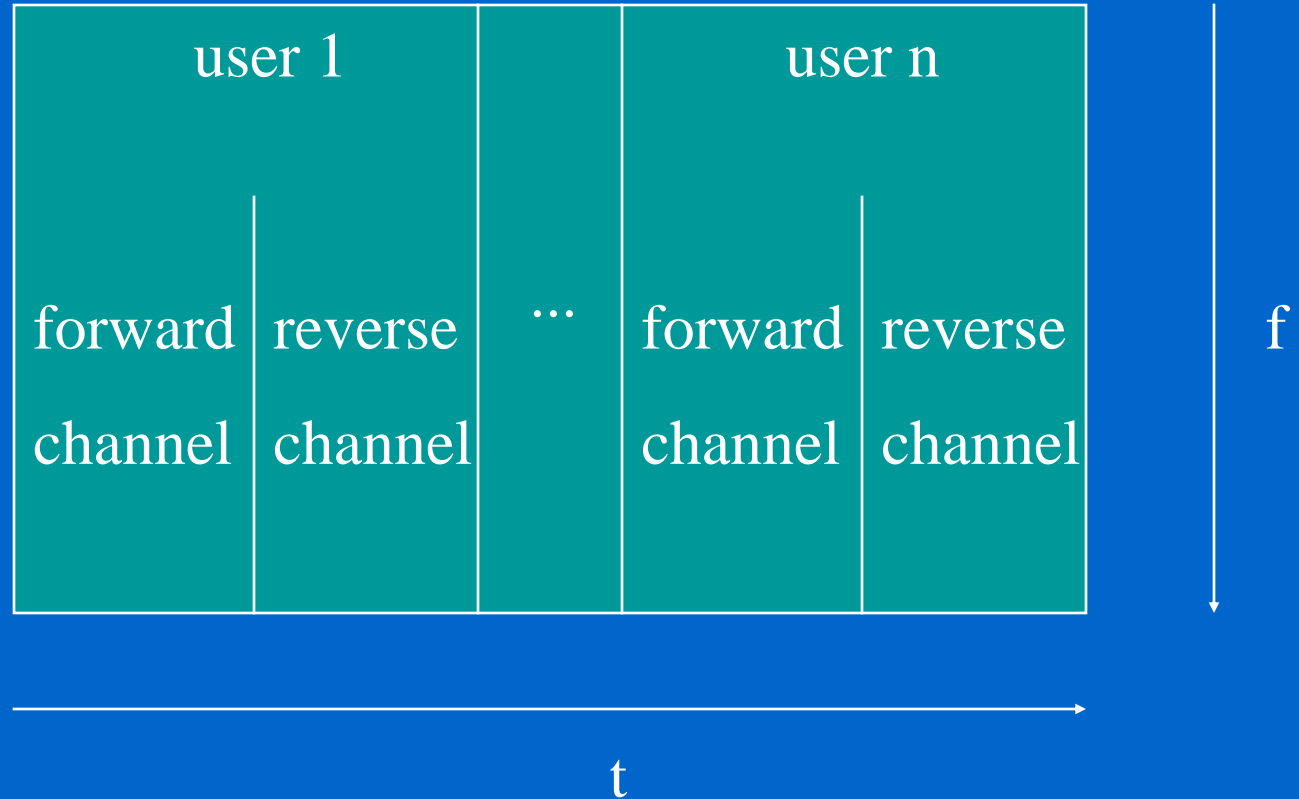 user 1
user n
forward
channel
reverse
channel
...
forward
channel
reverse
channel
f
t